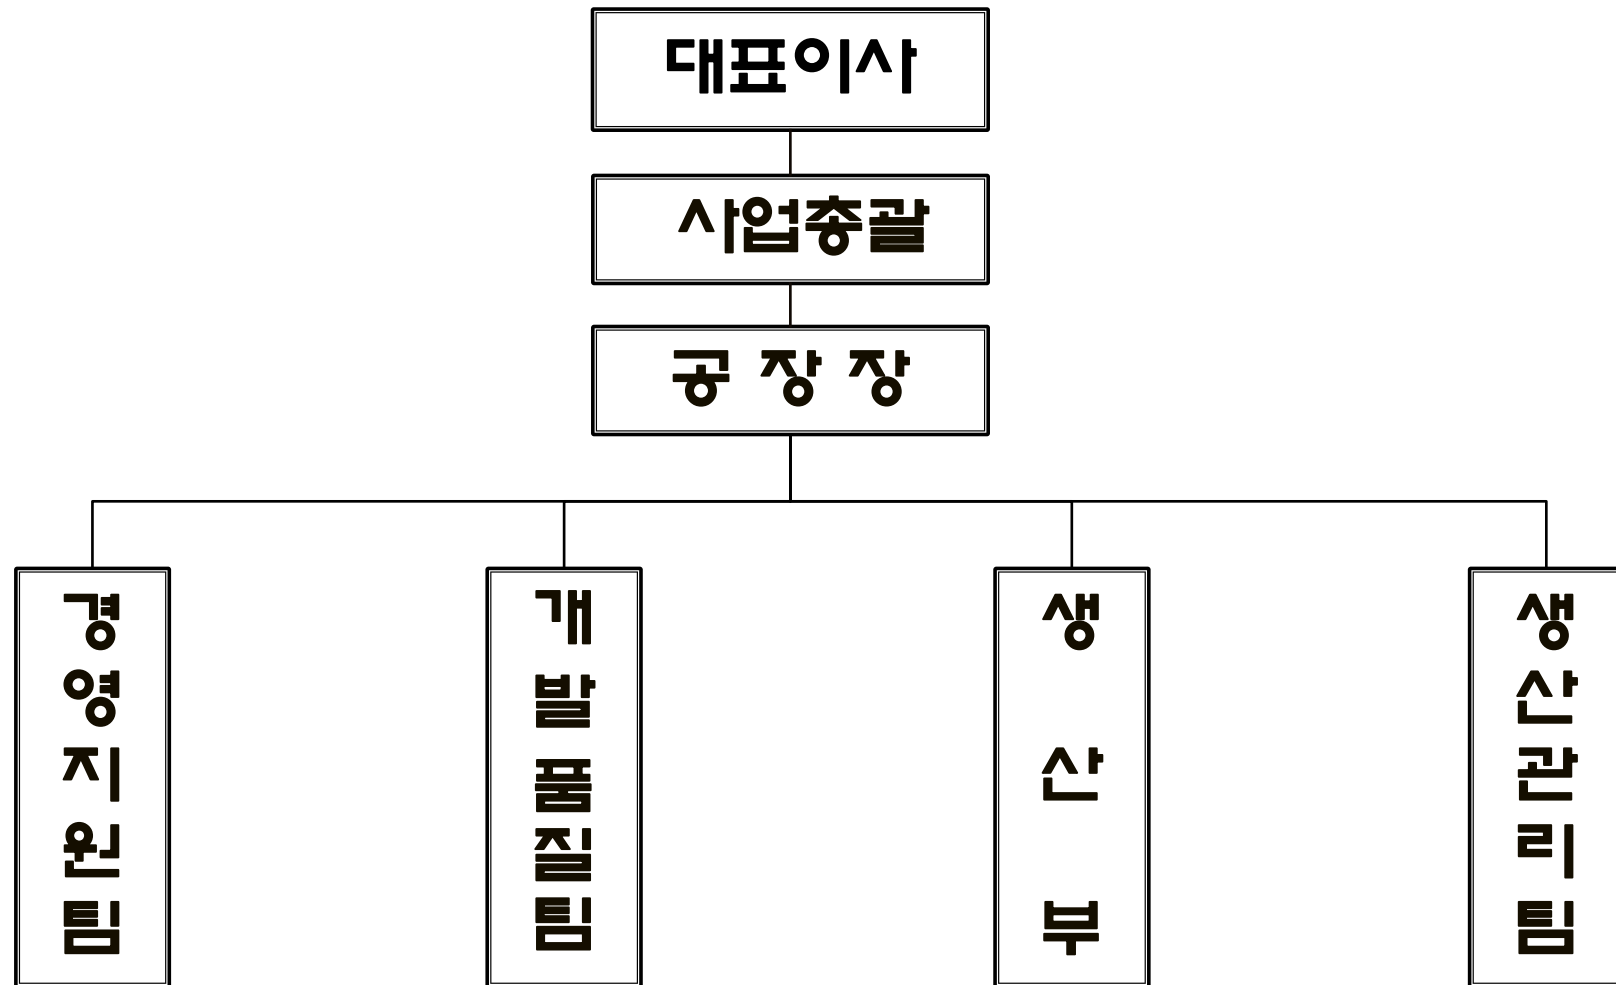 대표이사
사업총괄
공 장 장
경영지원팀
개발품질팀
생산부
생산관리팀